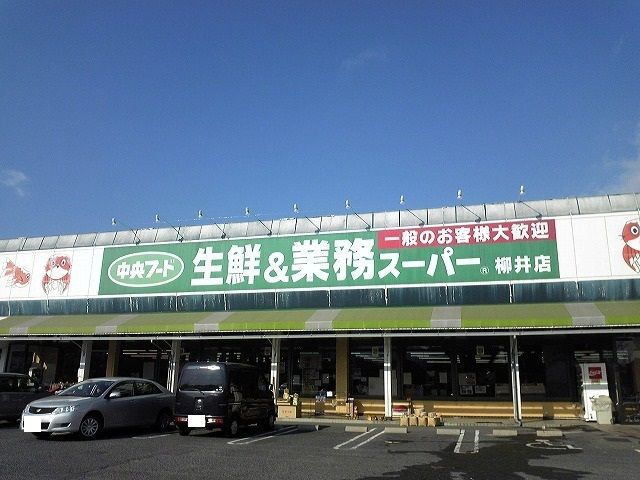 中央フード
生鮮&業務スーパー®
一般のお客様大歓迎
柳井店